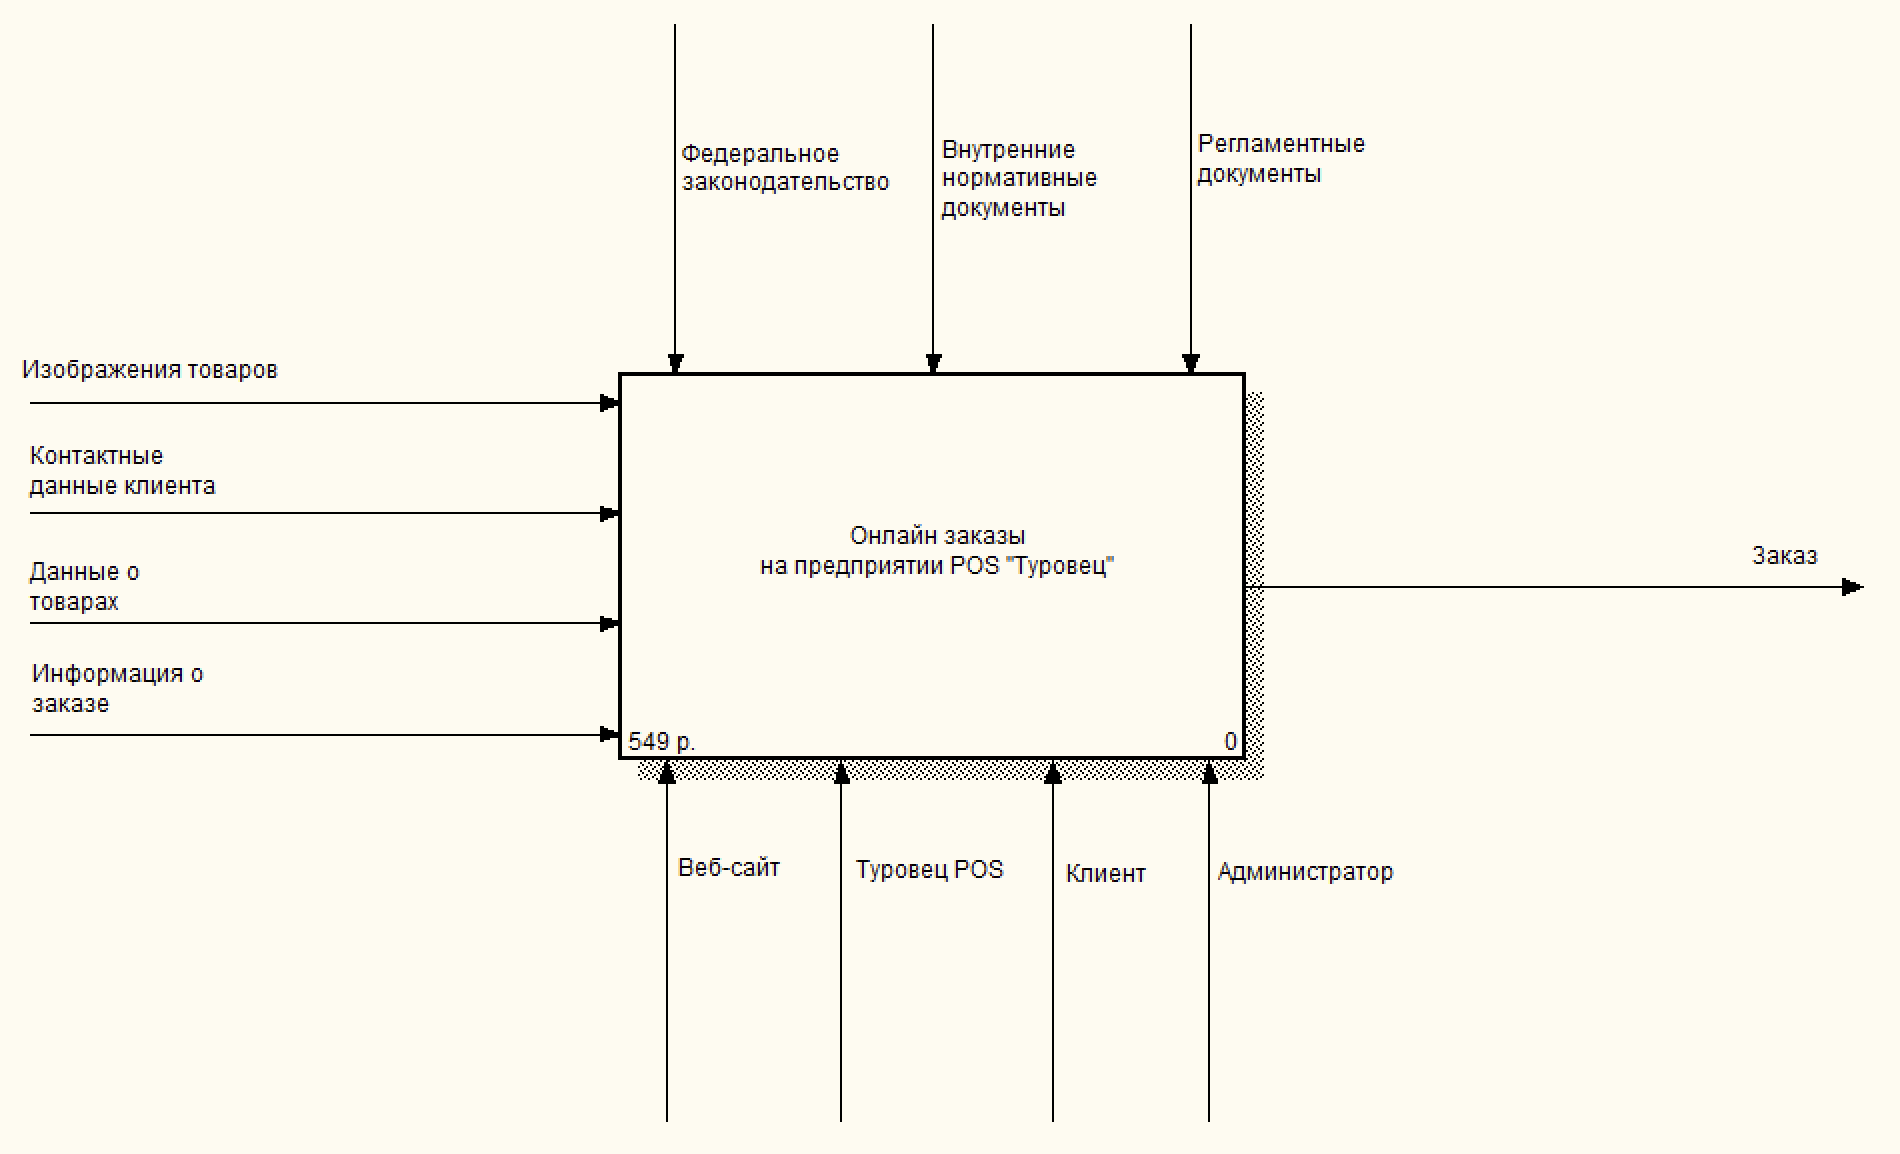 Федеральное
законодательство
Внутренние
нормативные
документы
Регламентные
документы
Изображения товаров
Контактные
данные клиента
Данные о
товарах
Информация о
заказе
Онлайн заказы
на предприятии POS "Туровец"
549 р.
0
Заказ
Веб-сайт
Туровец POS
Клиент
Администратор